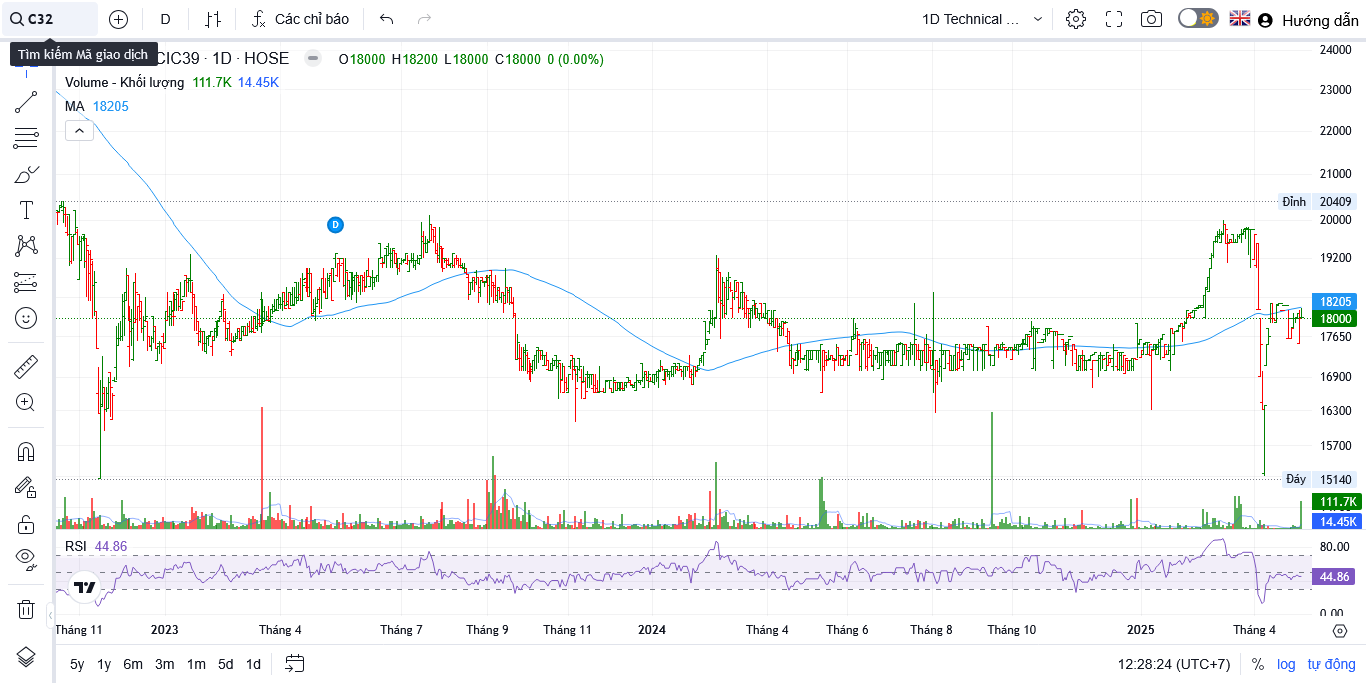 C32
D
Các chỉ báo
1D Technical ...
Hướng dẫn
Tìm kiếm Mã giao dịch
CIC39 · 1D · HOSE
O18000 H18200 L18000 C18000 0 (0.00%)
Volume - Khối lượng 111.7K 14.45K
MA 18205
D
24000
23000
22000
21000
Đỉnh 20409
20000
19200
18205
18000
17650
16900
16300
15700
Đáy 15140
111.7K
14.45K
RSI 44.86
80.00
44.86
0.00
Tháng 11 2023 Tháng 4 Tháng 7 Tháng 9 Tháng 11 2024 Tháng 4 Tháng 6 Tháng 8 Tháng 10 2025 Tháng 4
5y 1y 6m 3m 1m 5d 1d
12:28:24 (UTC+7) % log tự động